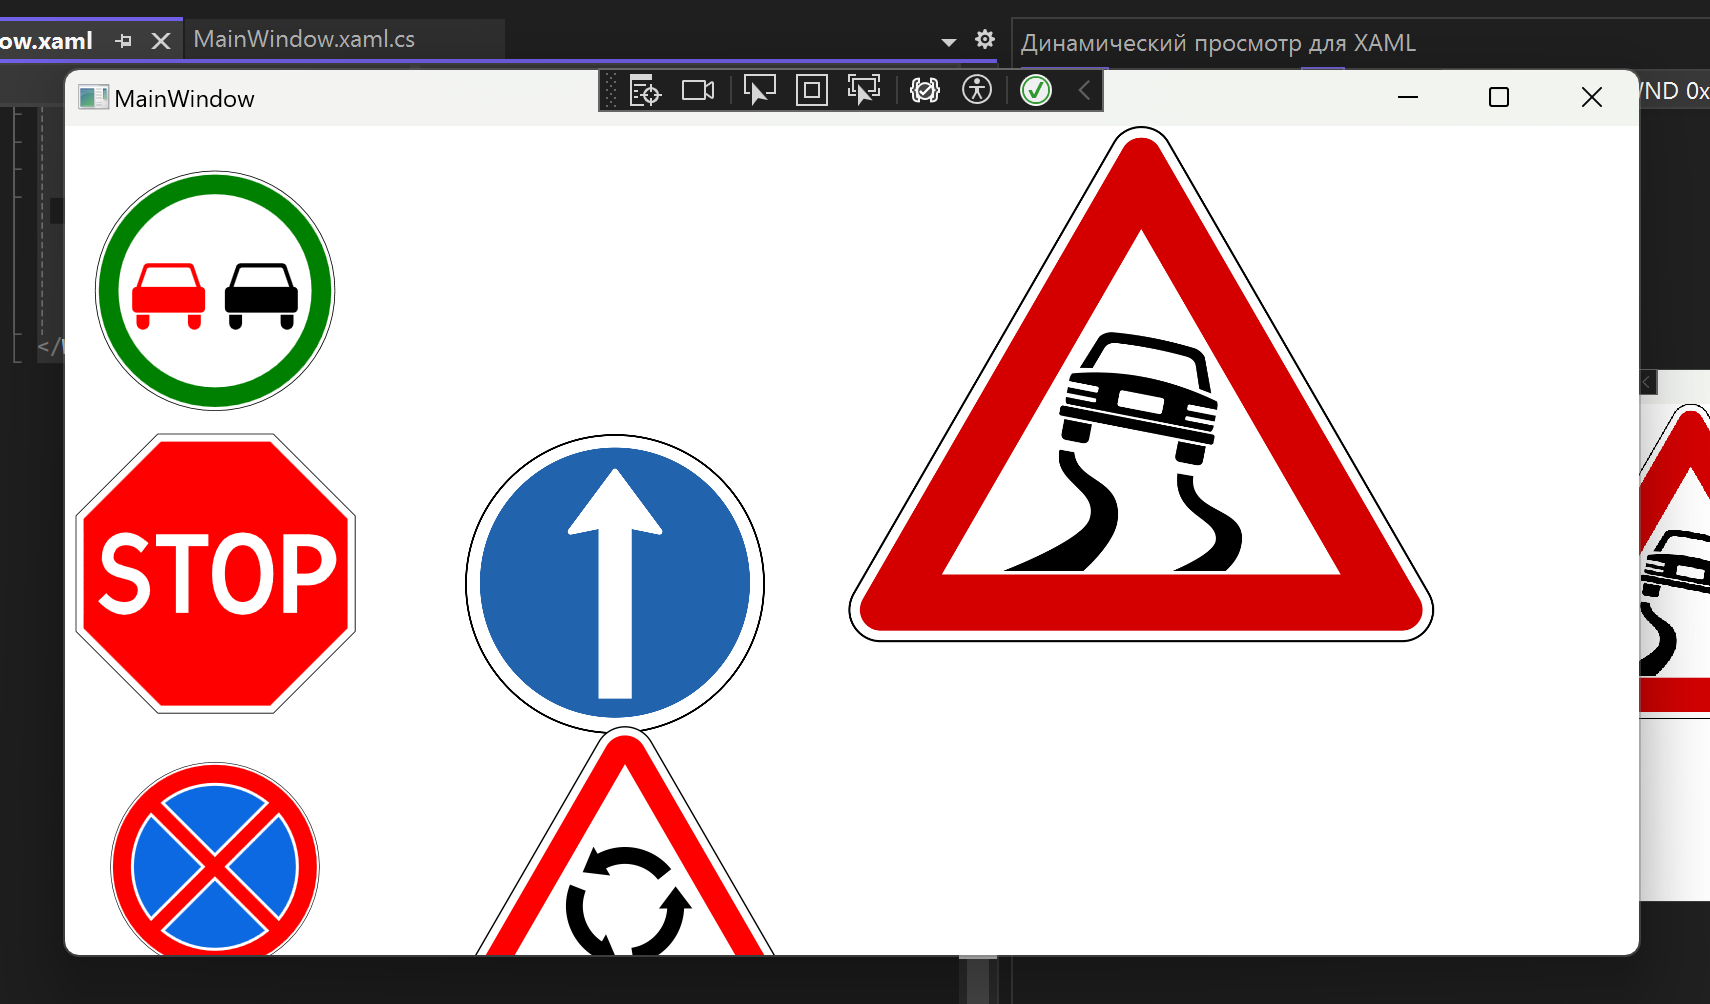 ow.xaml
MainWindow.xaml.cs
Динамический просмотр для XAML
MainWindow
/ND 0x
</
STOP